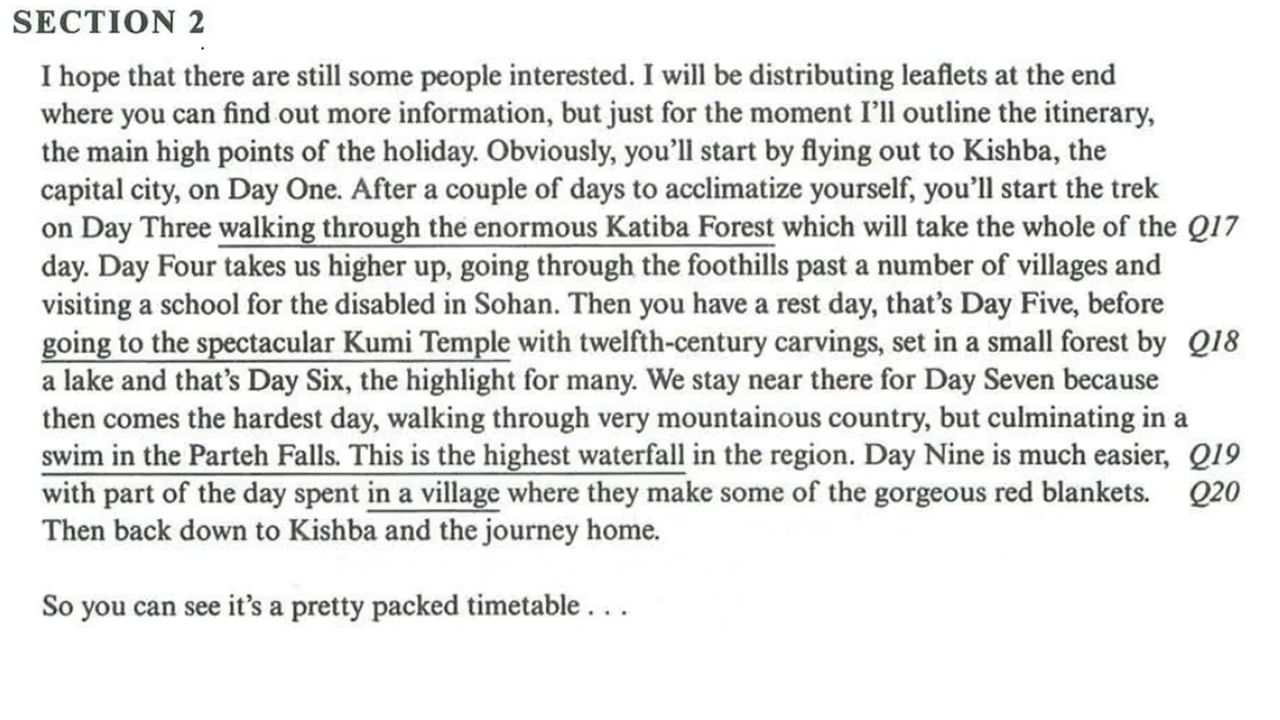 SECTION 2
I hope that there are still some people interested. I will be distributing leaflets at the end
where you can find out more information, but just for the moment I'll outline the itinerary,
the main high points of the holiday. Obviously, you'll start by flying out to Kishba, the
capital city, on Day One. After a couple of days to acclimatize yourself, you'll start the trek
on Day Three walking through the enormous Katiba Forest which will take the whole of the Q17
day. Day Four takes us higher up, going through the foothills past a number of villages and
visiting a school for the disabled in Sohan. Then you have a rest day, that's Day Five, before
going to the spectacular Kumi Temple with twelfth-century carvings, set in a small forest by Q18
a lake and that's Day Six, the highlight for many. We stay near there for Day Seven because
then comes the hardest day, walking through very mountainous country, but culminating in a
swim in the Parteh Falls. This is the highest waterfall in the region. Day Nine is much easier, Q19
with part of the day spent in a village where they make some of the gorgeous red blankets. Q20
Then back down to Kishba and the journey home.
So you can see it's a pretty packed timetable . . .